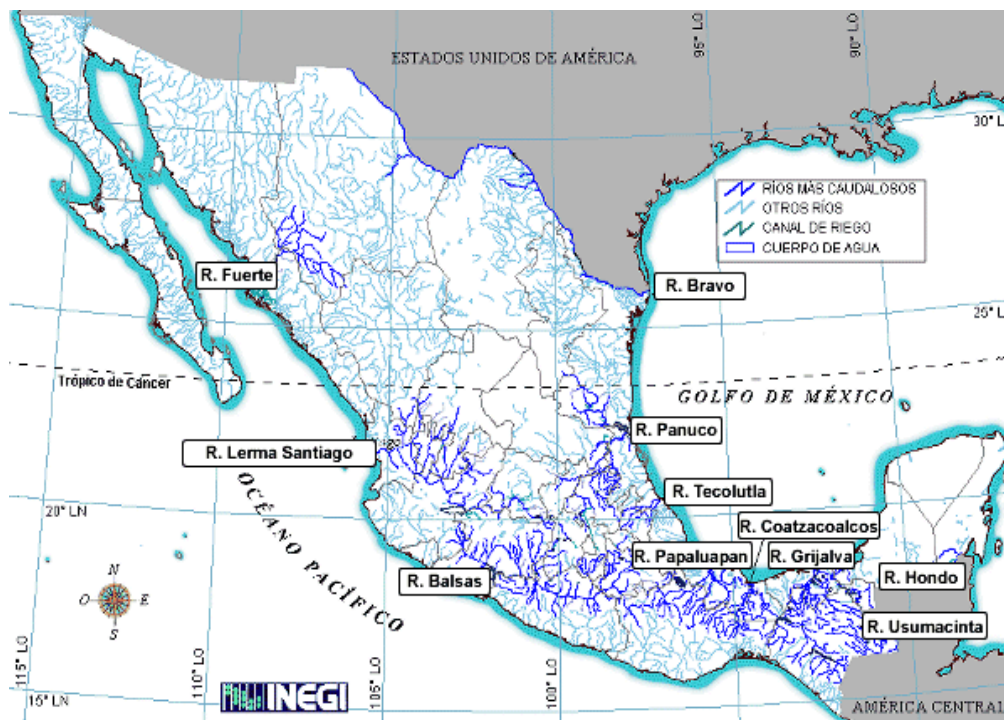 95° LO
90° LO
ESTADOS UNIDOS DE AMÉRICA
30° LN
RÍOS MÁS CAUDALOSOS
OTROS RÍOS
CANAL DE RIEGO
CUERPO DE AGUA
R. Fuerte
R. Bravo
25° LN
Trópico de Cáncer
GOLFO DE MÉXICO
R. Panuco
R. Lerma Santiago
R. Tecolutla
OCÉANO PACÍFICO
20° LN
R. Coatzacoalcos
R. Papaluapan
R. Grijalva
R. Balsas
R. Hondo
N
O
E
S
R. Usumacinta
115° LO
15° LN
110° LO
INEGI
105° LO
100° LO
AMÉRICA CENTRAL